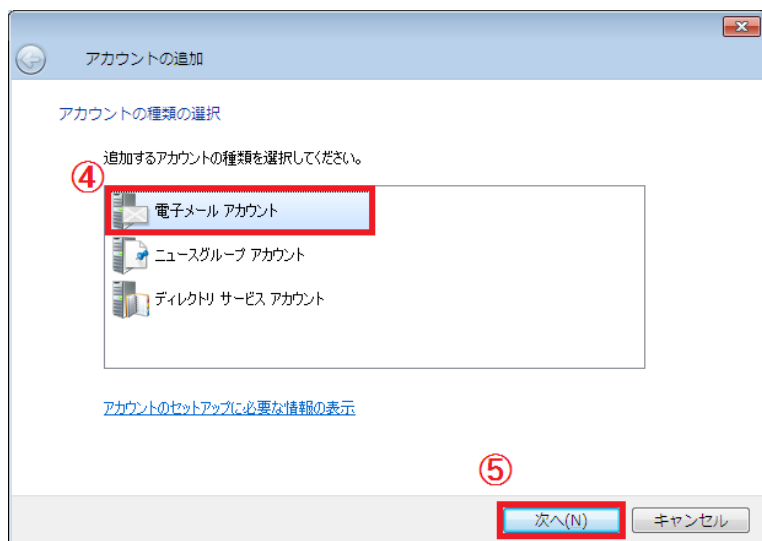 アカウントの追加
アカウントの種類の選択
追加するアカウントの種類を選択してください。
④
電子メール アカウント
ニュースグループ アカウント
ディレクトリ サービス アカウント
アカウントのセットアップに必要な情報の表示
⑤
次へ(N) キャンセル